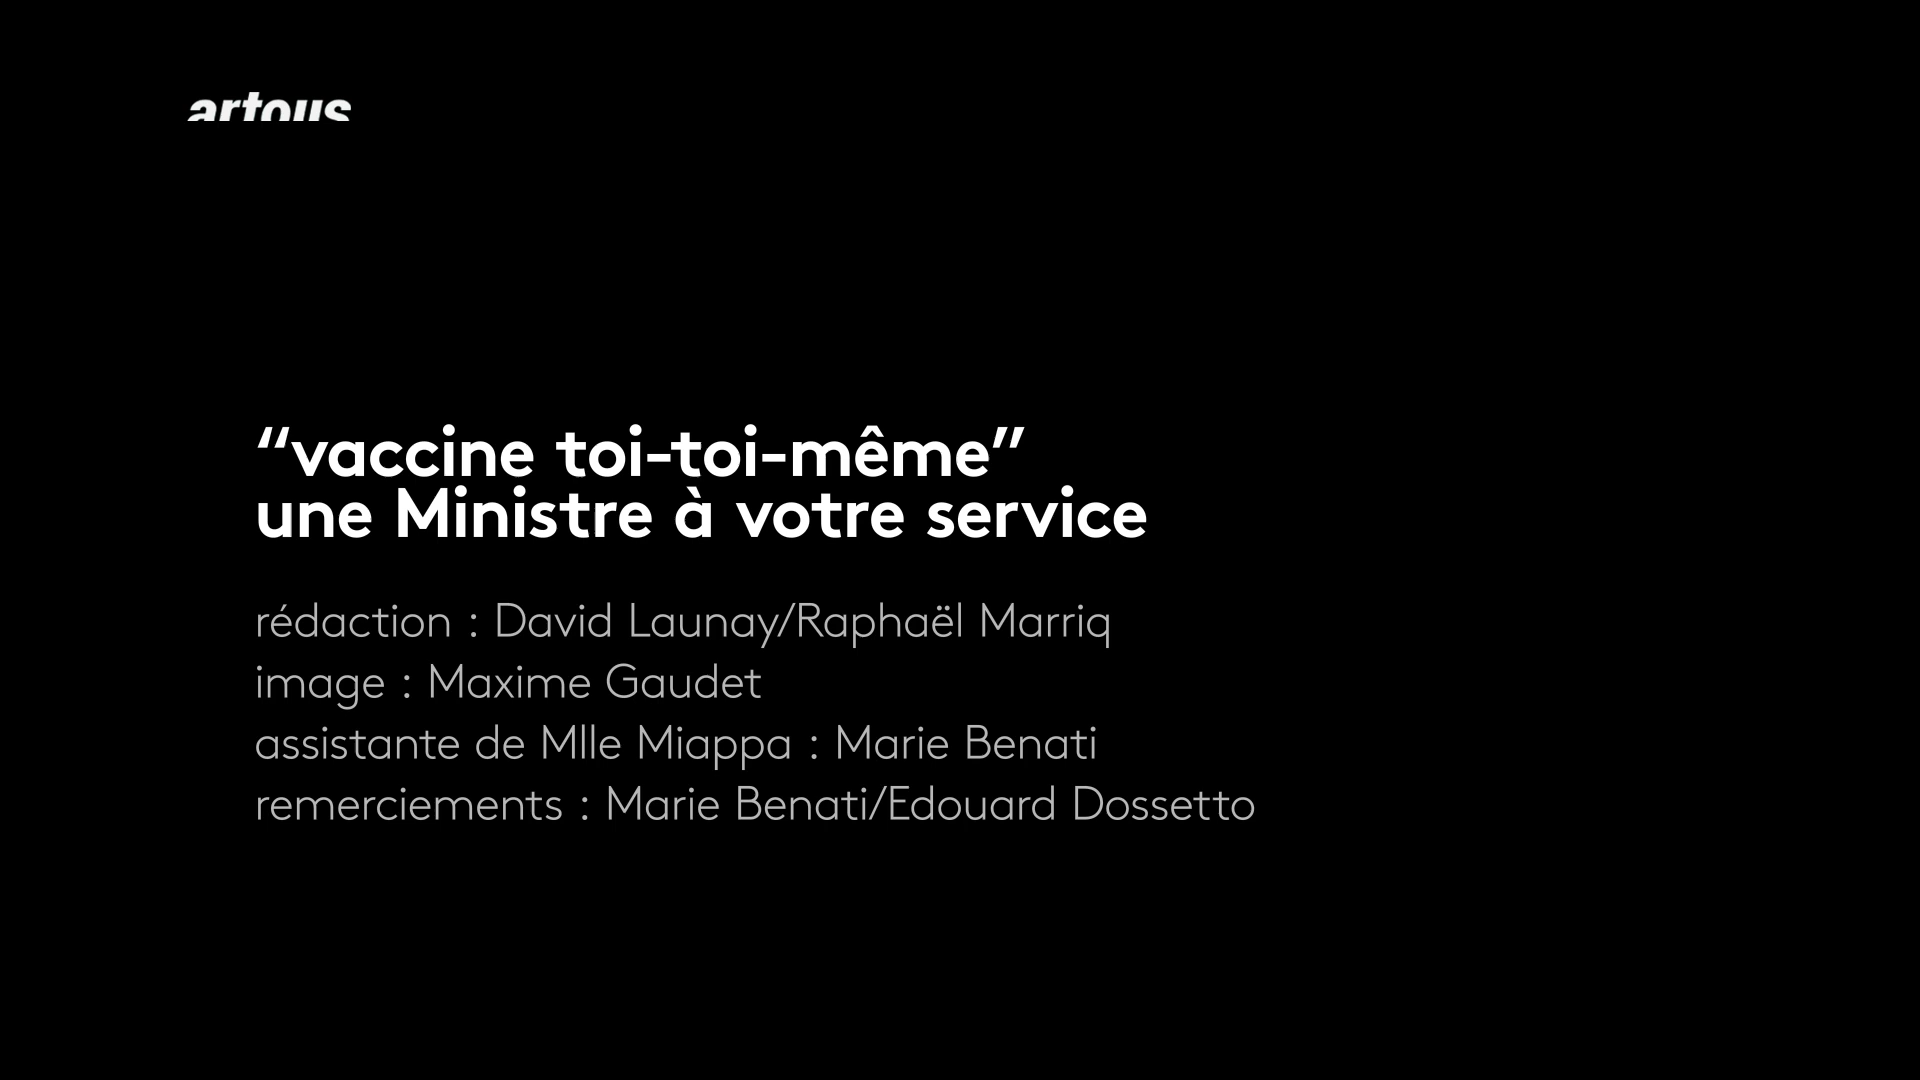 artous
“vaccine toi-toi-même”
une Ministre à votre service
rédaction : David Launay/Raphaël Marriq
image : Maxime Gaudet
assistante de Mlle Miappa : Marie Benati
remerciements : Marie Benati/Edouard Dossetto